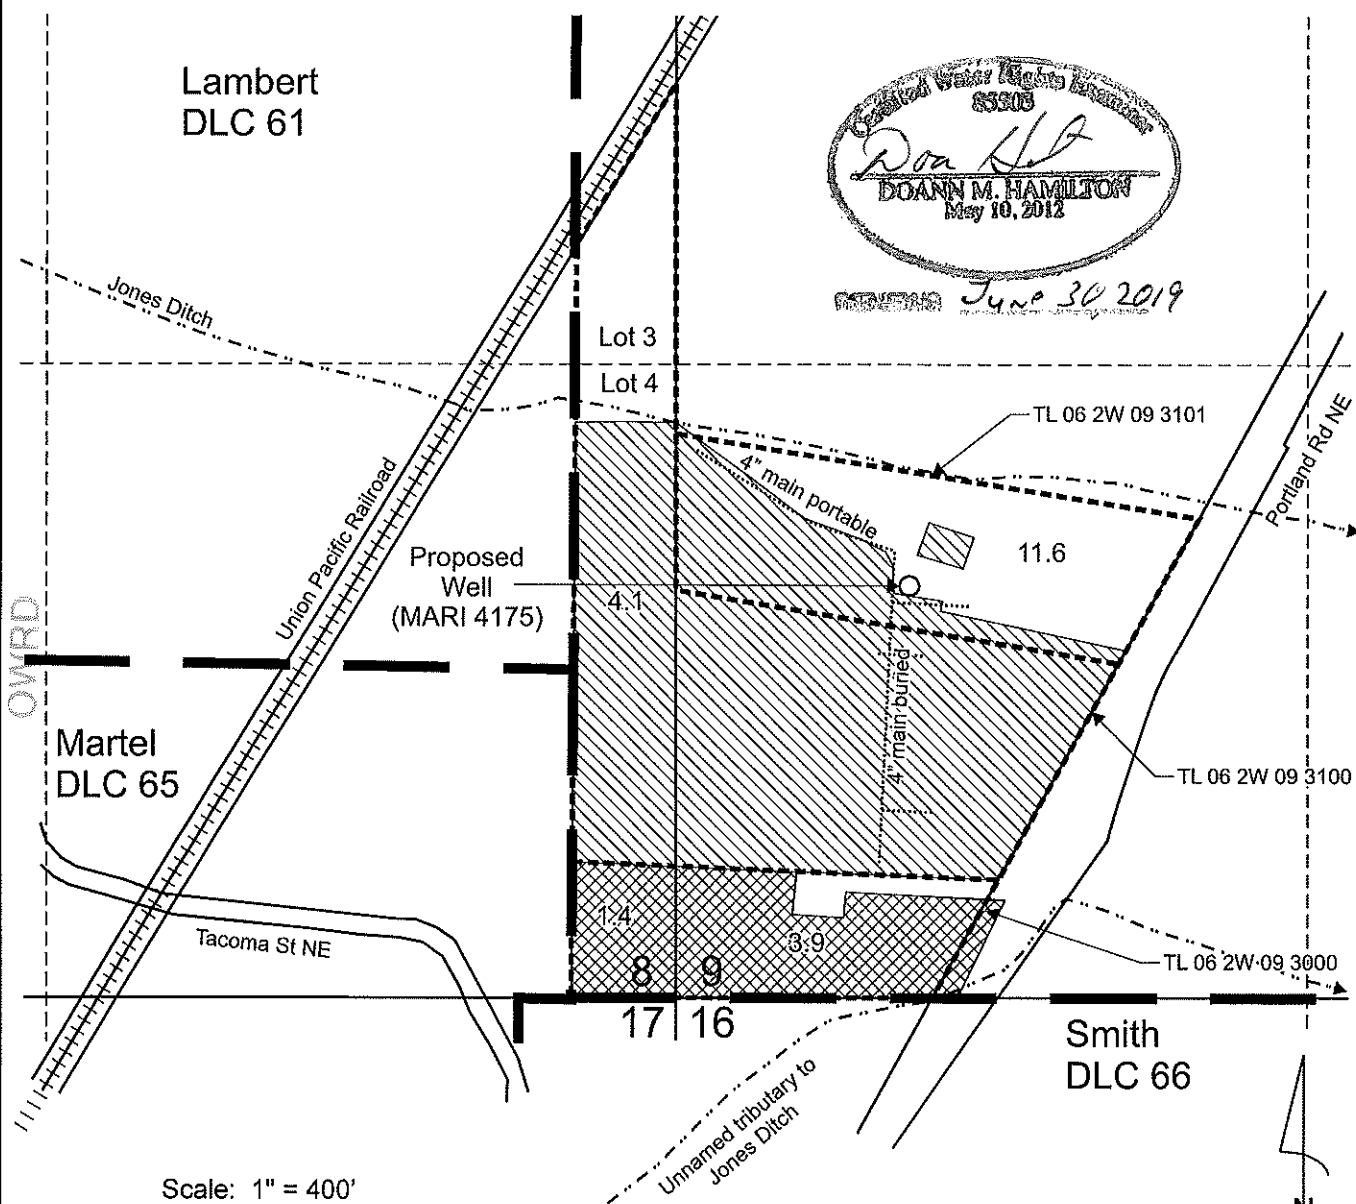 Lambert
DLC 61
Certified Water Rights Examiner
DOANN M. HAMILTON
May 10, 2012
June 30 2019
Jones Ditch
Lot 3
Lot 4
TL 06 2W 09 3101
Portland Rd NE
4" main portable
11.6
Union Pacific Railroad
Proposed
Well
(MARI 4175)
4.1
OWRD
4" main buried
Martel
DLC 65
TL 06 2W 09 3100
1.4
3.9
Tacoma St NE
8 9
TL 06 2W 09 3000
17 16
Smith
DLC 66
Unnamed tributary to
Jones Ditch
Scale: 1" = 400'
N